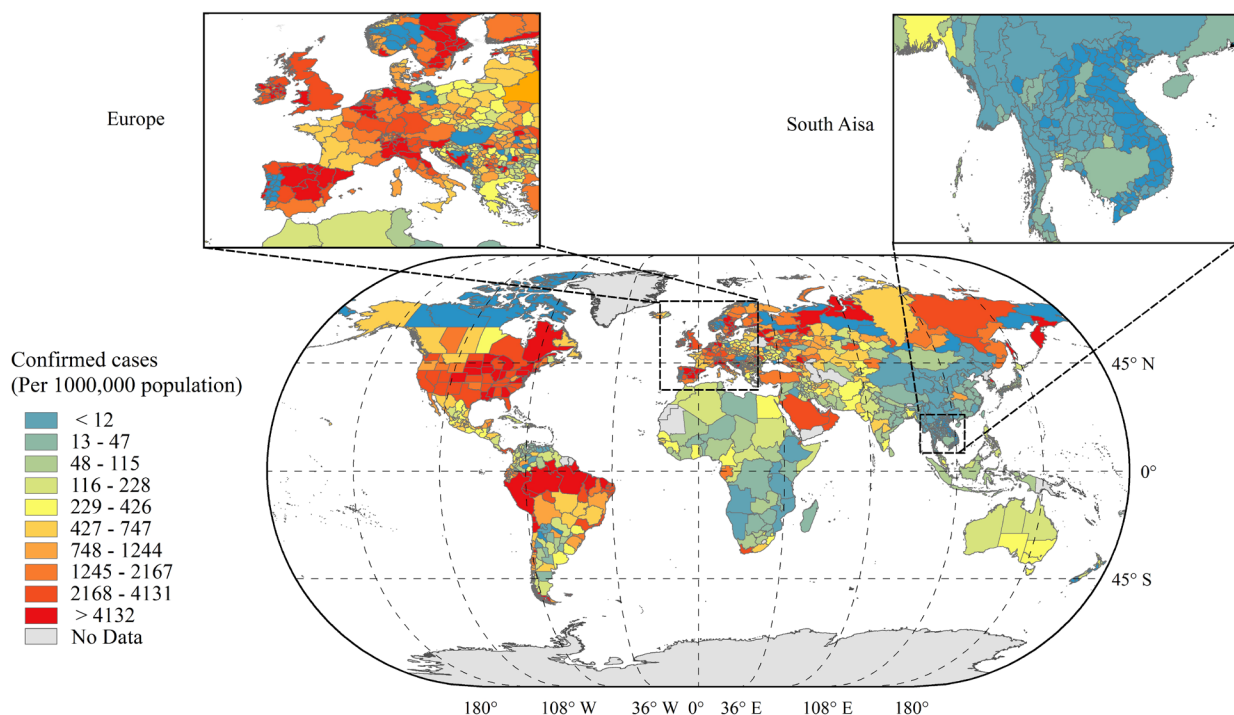 Europe
South Aisa
Confirmed cases
(Per 1000,000 population)
< 12
13 - 47
48 - 115
116 - 228
229 - 426
427 - 747
748 - 1244
1245 - 2167
2168 - 4131
> 4132
No Data
45° N
0°
45° S
180° 108° W 36° W 0° 36° E 108° E 180°